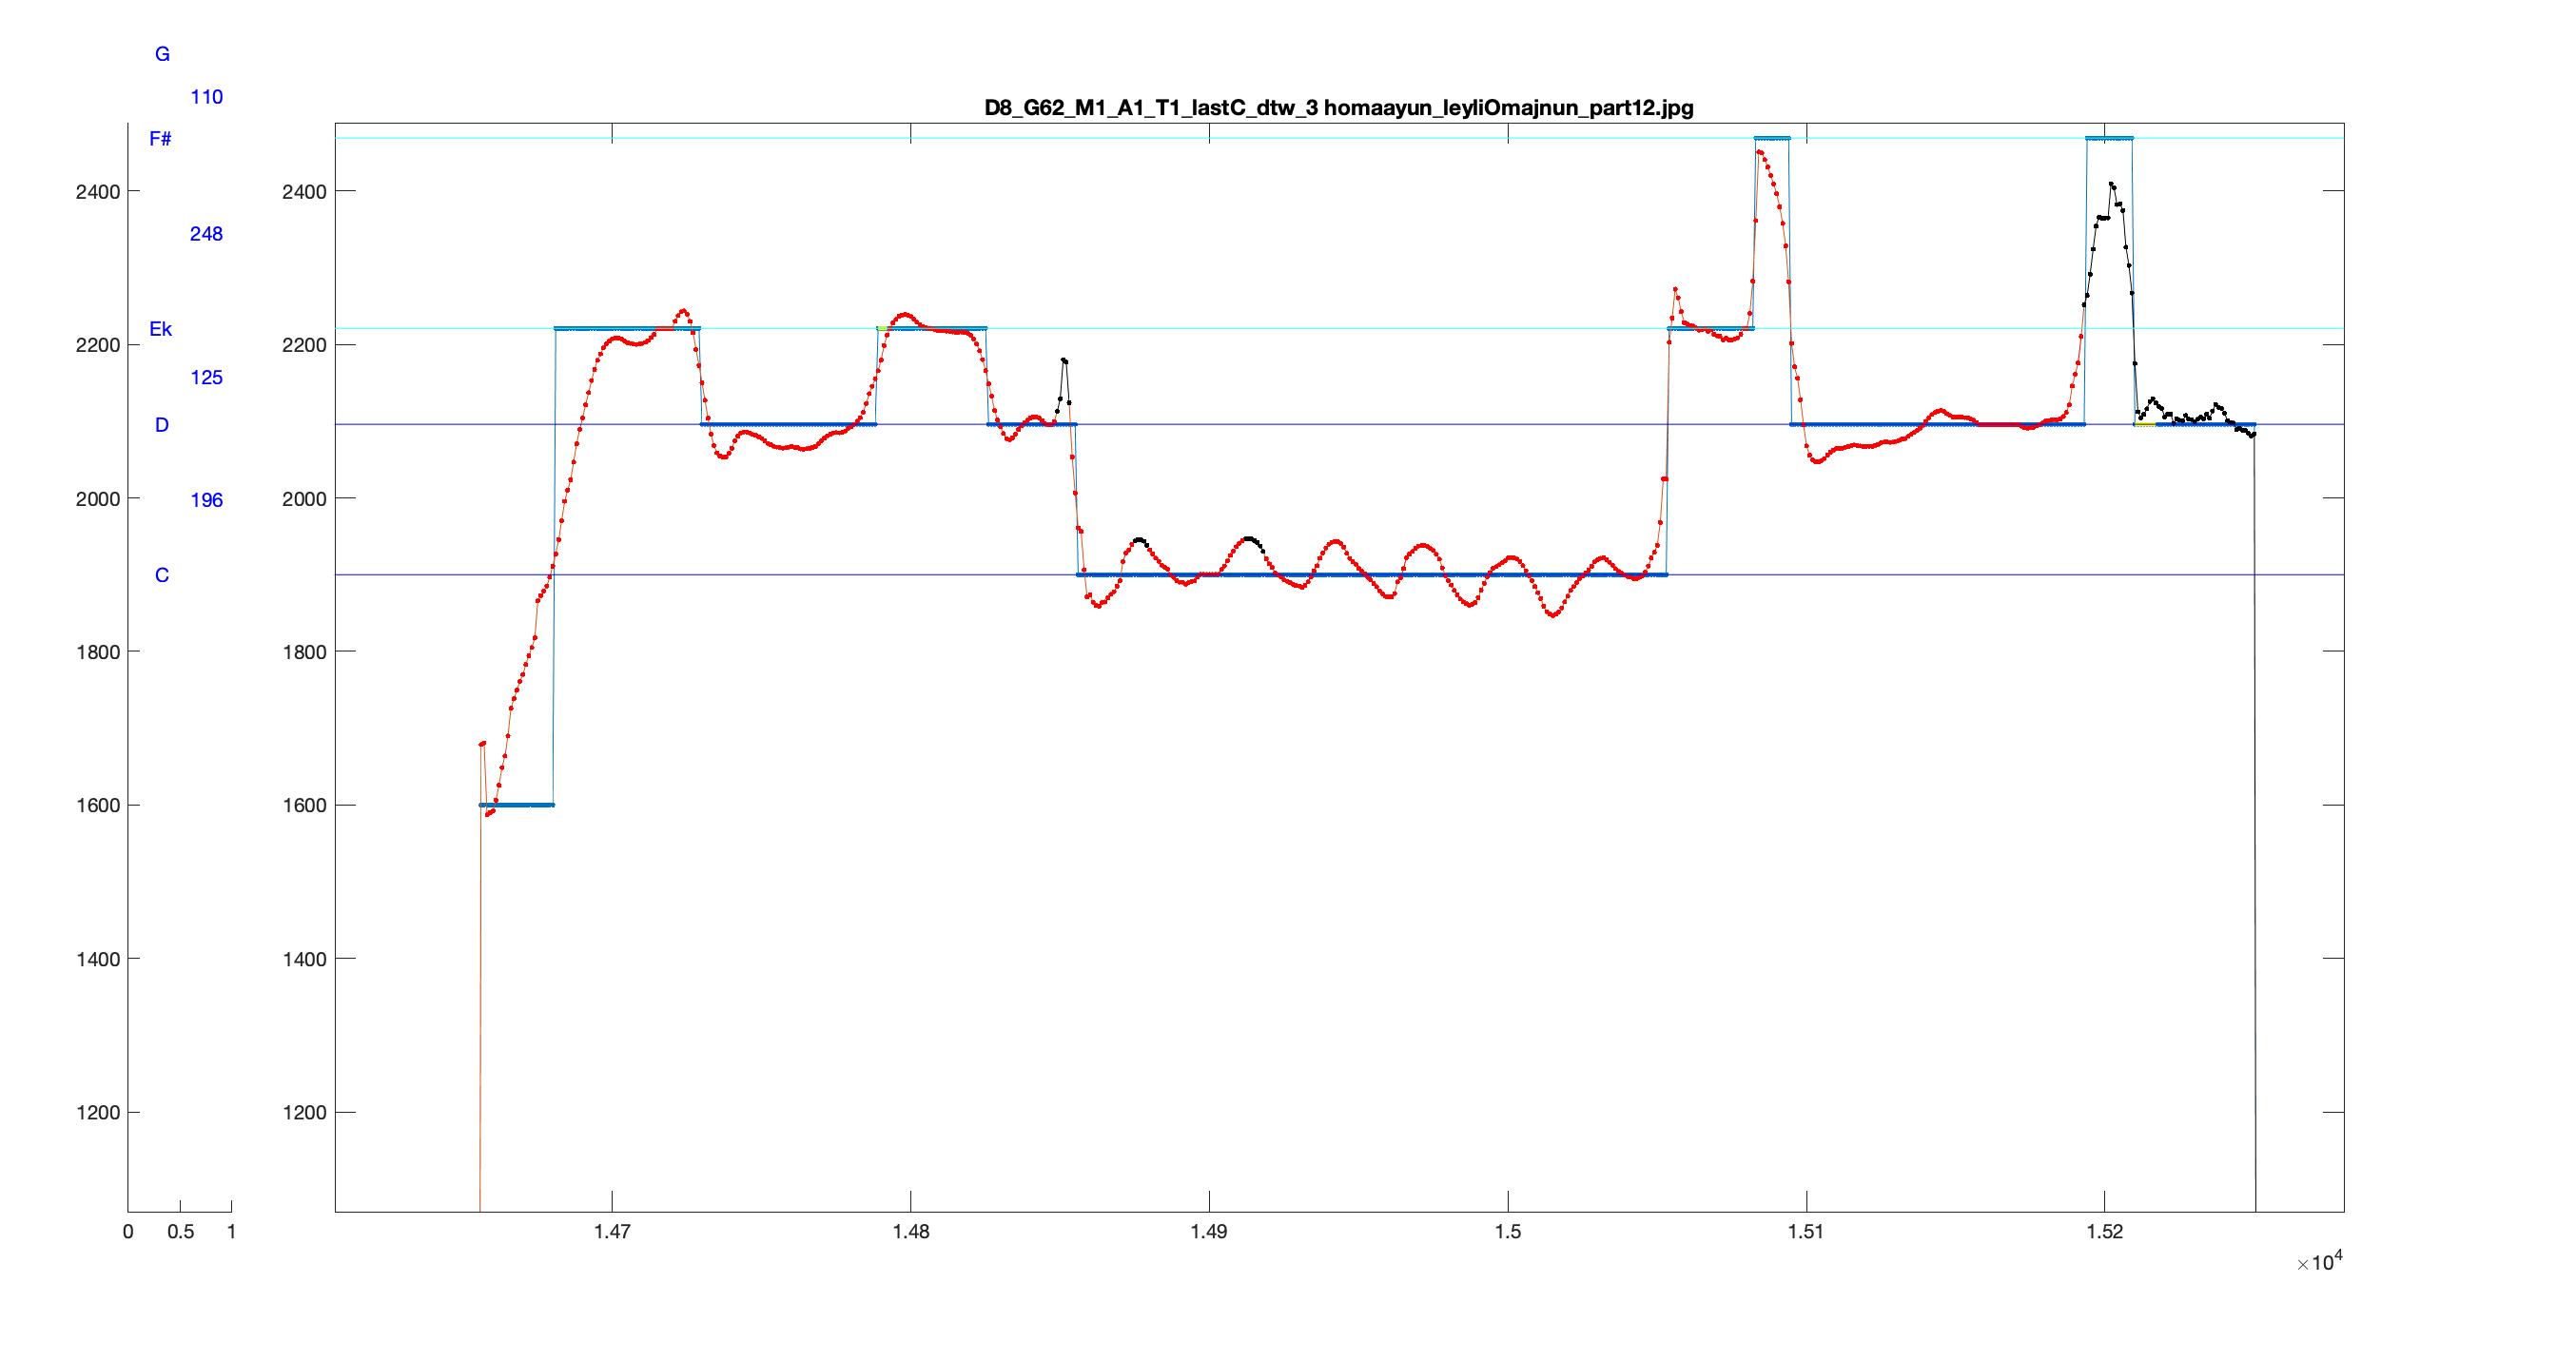 G
110
D8_G62_M1_A1_T1_lastC_dtw_3 homaayun_leyliOmajnun_part12.jpg
F#
2400 2400
248
Ek
2200 2200
125
D
2000 196 2000
C
1800 1800
1600 1600
1400 1400
1200 1200
0 0.5 1 1.47 1.48 1.49 1.5 1.51 1.52
×10⁴